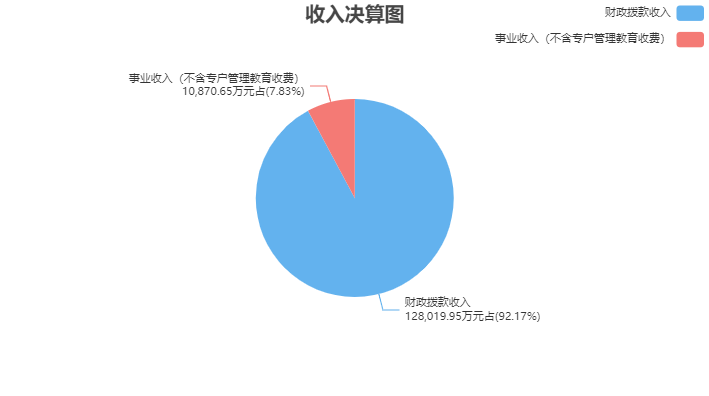 收入决算图
财政拨款收入
事业收入（不含专户管理教育收费）
事业收入（不含专户管理教育收费）
10,870.65万元占(7.83%)
财政拨款收入
128,019.95万元占(92.17%)